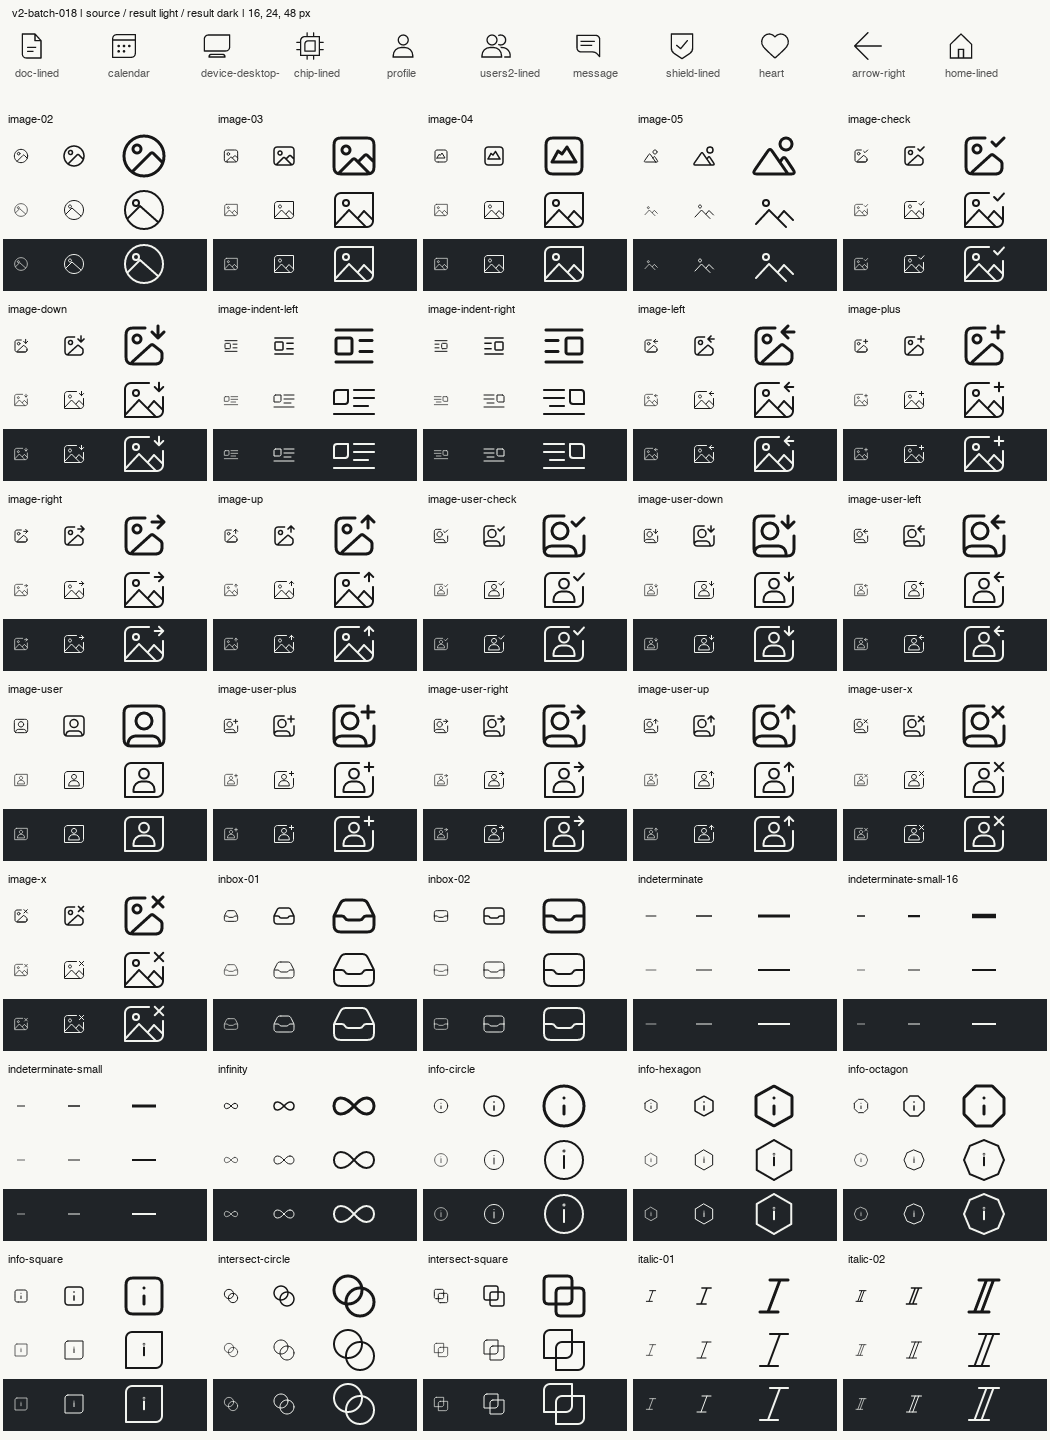 v2-batch-018 | source / result light / result dark | 16, 24, 48 px
doc-lined calendar device-desktop- chip-lined profile users2-lined message shield-lined heart arrow-right home-lined
image-02 image-03 image-04 image-05 image-check
image-down image-indent-left image-indent-right image-left image-plus
image-right image-up image-user-check image-user-down image-user-left
image-user image-user-plus image-user-right image-user-up image-user-x
image-x inbox-01 inbox-02 indeterminate indeterminate-small-16
indeterminate-small infinity info-circle info-hexagon info-octagon
info-square intersect-circle intersect-square italic-01 italic-02